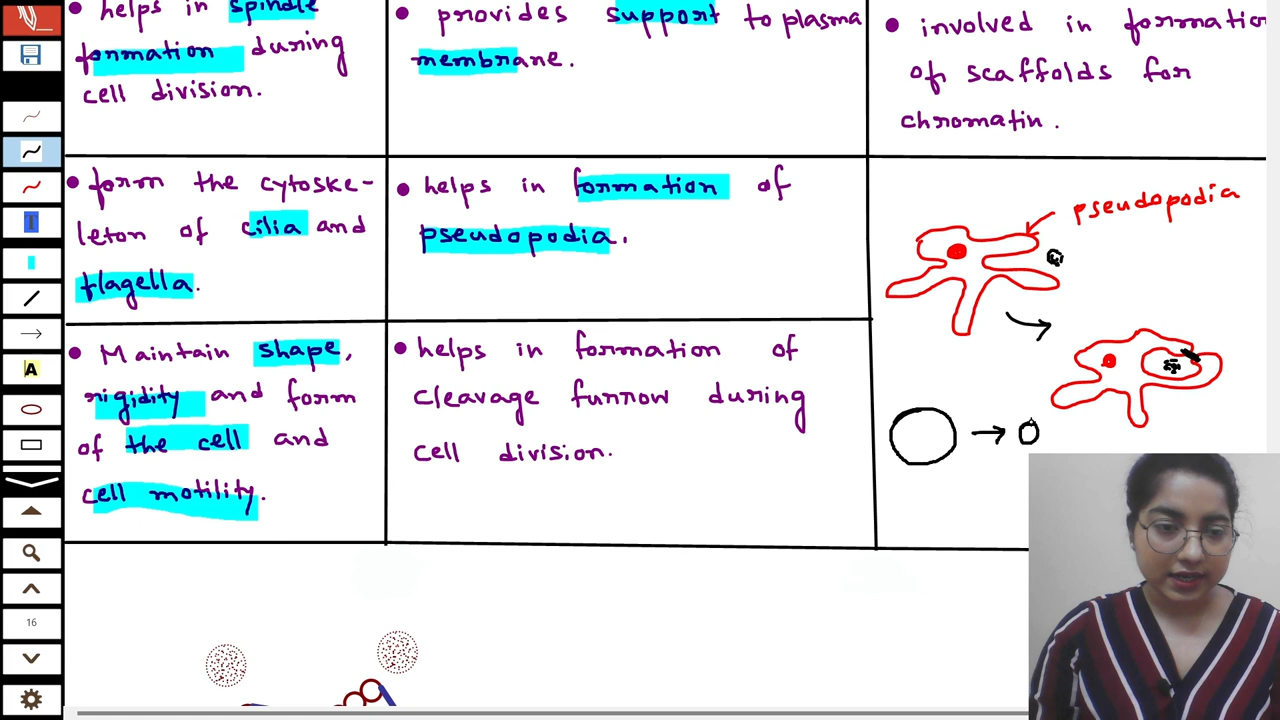 helps in spindle
formation during
cell division.
provides support to plasma
membrane.
involved in formation
of scaffolds for
chromatin.
form the cytoske-
leton of cilia and
flagella.
helps in formation of
pseudopodia.
pseudopodia
Maintain shape,
rigidity and form
of the cell and
cell motility.
helps in formation of
cleavage furrow during
cell division.
T
A
16